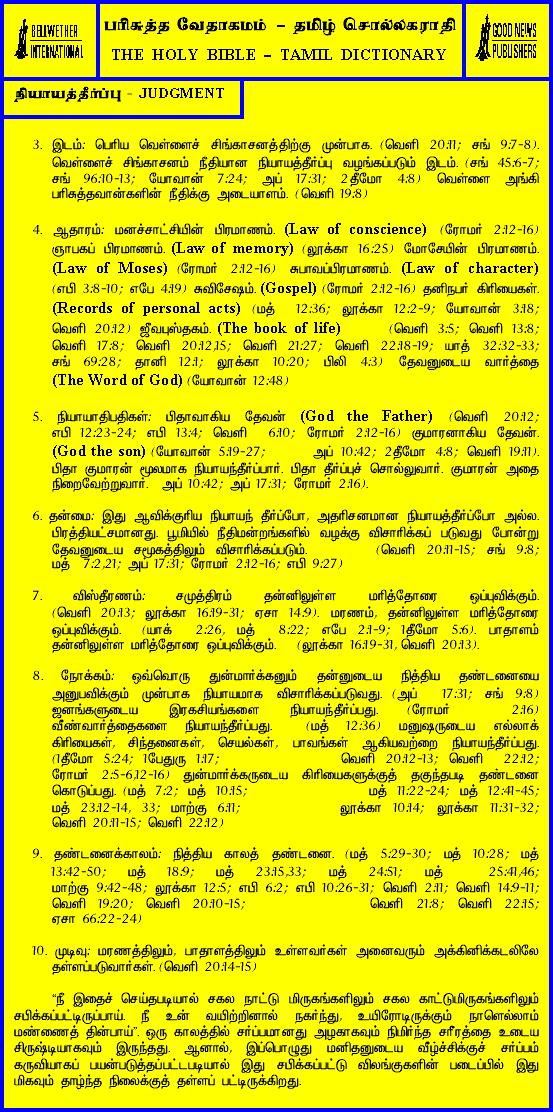 BELLWETHER
INTERNATIONAL
பரிசுத்த வேதாகமம் – தமிழ் சொல்லகராதி
THE HOLY BIBLE – TAMIL DICTIONARY
GOOD NEWS
PUBLISHERS
நியாயத்தீர்ப்பு - JUDGMENT
3. இடம்: பெரிய வெள்ளைச் சிங்காசனத்திற்கு முன்பாக. (வெளி 20:11; சங் 9:7-8).
வெள்ளைச் சிங்காசனம் நீதியான நியாயத்தீர்ப்பு வழங்கப்படும் இடம். (சங் 45:6-7;
சங் 96:10-13; யோவான் 7:24; அப் 17:31; 2தீமோ 4:8) வெள்ளை அங்கி
பரிசுத்தவான்களின் நீதிக்கு அடையாளம். (வெளி 19:8)
4. ஆதாரம்: மனச்சாட்சியின் பிரமாணம். (Law of conscience) (ரோமர் 2:12-16)
ஞாபகப் பிரமாணம். (Law of memory) (லூக்கா 16:25) மோசேயின் பிரமாணம்.
(Law of Moses) (ரோமர் 2:12-16) சுபாவப்பிரமாணம். (Law of character)
(எபி 3:8-10; எபே 4:19) சுவிசேஷம். (Gospel) (ரோமர் 2:12-16) தனிநபர் கிரியைகள்.
(Records of personal acts) (மத் 12:36; லூக்கா 12:2-9; யோவான் 3:18;
வெளி 20:12) ஜீவபுஸ்தகம். (The book of life) (வெளி 3:5; வெளி 13:8;
வெளி 17:8; வெளி 20:12,15; வெளி 21:27; வெளி 22:18-19; யாத் 32:32-33;
சங் 69:28; தானி 12:1; லூக்கா 10:20; பிலி 4:3) தேவனுடைய வார்த்தை
(The Word of God) (யோவான் 12:48)
5. நியாயாதிபதிகள்: பிதாவாகிய தேவன் (God the Father) (வெளி 20:12;
எபி 12:23-24; எபி 13:4; வெளி 6:10; ரோமர் 2:12-16) குமாரனாகிய தேவன்.
(God the son) (யோவான் 5:19-27; அப் 10:42; 2தீமோ 4:8; வெளி 19:11).
பிதா குமாரன் மூலமாக நியாயந்தீர்ப்பார். பிதா தீர்ப்புச் சொல்லுவார். குமாரன் அதை
நிறைவேற்றுவார். அப் 10:42; அப் 17:31; ரோமர் 2:16).
6. தன்மை: இது ஆவிக்குரிய நியாயந் தீர்ப்போ, அதரிசனமான நியாயத்தீர்ப்போ அல்ல.
பிரத்தியட்சமானது. பூமியில் நீதிமன்றங்களில் வழக்கு விசாரிக்கப் படுவது போன்று
தேவனுடைய சமூகத்திலும் விசாரிக்கப்படும். (வெளி 20:11-15; சங் 9:8;
மத் 7:2,21; அப் 17:31; ரோமர் 2:12-16; எபி 9:27)
7. விஸ்தீரணம்: சமுத்திரம் தன்னிலுள்ள மரித்தோரை ஒப்புவிக்கும்.
(வெளி 20:13; லூக்கா 16:19-31; ஏசா 14:9). மரணம், தன்னிலுள்ள மரித்தோரை
ஒப்புவிக்கும். (யாக் 2:26, மத் 8:22; எபே 2:1-9; 1தீமோ 5:6). பாதாளம்
தன்னிலுள்ள மரித்தோரை ஒப்புவிக்கும். (லூக்கா 16:19-31, வெளி 20:13).
8. நோக்கம்: ஒவ்வொரு துன்மார்க்கனும் தன்னுடைய நித்திய தண்டனையை
அனுபவிக்கும் முன்பாக நியாயமாக விசாரிக்கப்படுவது. (அப் 17:31; சங் 9:8)
ஜனங்களுடைய இரகசியங்களை நியாயந்தீர்ப்பது. (ரோமர் 2:16)
வீண்வார்த்தைகளை நியாயந்தீர்ப்பது. (மத் 12:36) மனுஷருடைய எல்லாக்
கிரியைகள், சிந்தனைகள், செயல்கள், பாவங்கள் ஆகியவற்றை நியாயந்தீர்ப்பது.
(1தீமோ 5:24; 1பேதுரு 1:17; வெளி 20:12-13; வெளி 22:12;
ரோமர் 2:5-6,12-16) துன்மார்க்கருடைய கிரியைகளுக்குத் தகுந்தபடி தண்டனை
கொடுப்பது. (மத் 7:2; மத் 10:15; மத் 11:22-24; மத் 12:41-45;
மத் 23:12-14, 33; மாற்கு 6:11; லூக்கா 10:14; லூக்கா 11:31-32;
வெளி 20:11-15; வெளி 22:12)
9. தண்டனைக்காலம்: நித்திய காலத் தண்டனை. (மத் 5:29-30; மத் 10:28; மத்
13:42-50; மத் 18:9; மத் 23:15,33; மத் 24:51; மத் 25:41,46;
மாற்கு 9:42-48; லூக்கா 12:5; எபி 6:2; எபி 10:26-31; வெளி 2:11; வெளி 14:9-11;
வெளி 19:20; வெளி 20:10-15; வெளி 21:8; வெளி 22:15;
ஏசா 66:22-24)
10. முடிவு: மரணத்திலும், பாதாளத்திலும் உள்ளவர்கள் அனைவரும் அக்கினிக்கடலிலே
தள்ளப்படுவார்கள். (வெளி 20:14-15)
“நீ இதைச் செய்தபடியால் சகல நாட்டு மிருகங்களிலும் சகல காட்டுமிருகங்களிலும்
சபிக்கப்பட்டிருப்பாய். நீ உன் வயிற்றினால் நகர்ந்து, உயிரோடிருக்கும் நாளெல்லாம்
மண்ணைத் தின்பாய்”. ஒரு காலத்தில் சர்ப்பமானது அழகாகவும் நிமிர்ந்த சரீரத்தை உடைய
சிருஷ்டியாகவும் இருந்தது. ஆனால், இப்பொழுது மனிதனுடைய வீழ்ச்சிக்குச் சர்ப்பம்
கருவியாகப் பயன்படுத்தப்பட்டபடியால் இது சபிக்கப்பட்டு விலங்குகளின் படைப்பில் இது
மிகவும் தாழ்ந்த நிலைக்குத் தள்ளப் பட்டிருக்கிறது.